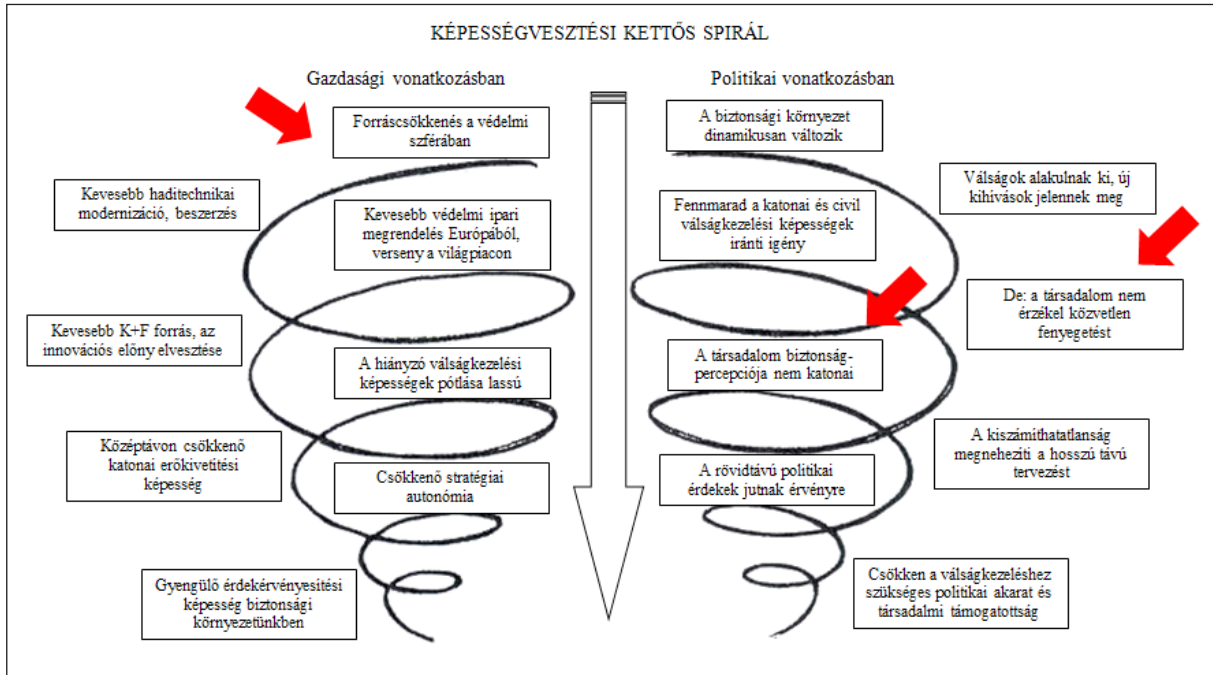 KÉPESSÉGVESZTÉSI KETTŐS SPIRÁL
Gazdasági vonatkozásban
Forráscsökkenés a védelmi
szférában
Kevesebb haditechnikai
modernizáció, beszerzés
Kevesebb védelmi ipari
megrendelés Európából,
verseny a világpiacon
Kevesebb K+F forrás, az
innovációs előny elvesztése
A hiányzó válságkezelési
képességek pótlása lassú
Középtávon csökkenő
katonai erőkivetítési
képesség
Csökkenő stratégiai
autonómia
Gyengülő érdekérvényesítési
képesség biztonsági
környezetünkben
Politikai vonatkozásban
A biztonsági környezet
dinamikusan változik
Válságok alakulnak ki, új
kihívások jelennek meg
Fennmarad a katonai és civil
válságkezelési képességek
iránti igény
De: a társadalom nem
érzékel közvetlen
fenyegetést
A társadalom biztonság-
percepciója nem katonai
A kiszámíthatatlanság
megnehezíti a hosszú távú
tervezést
A rövidtávú politikai
érdekek jutnak érvényre
Csökken a válságkezeléshez
szükséges politikai akarat és
társadalmi támogatottság